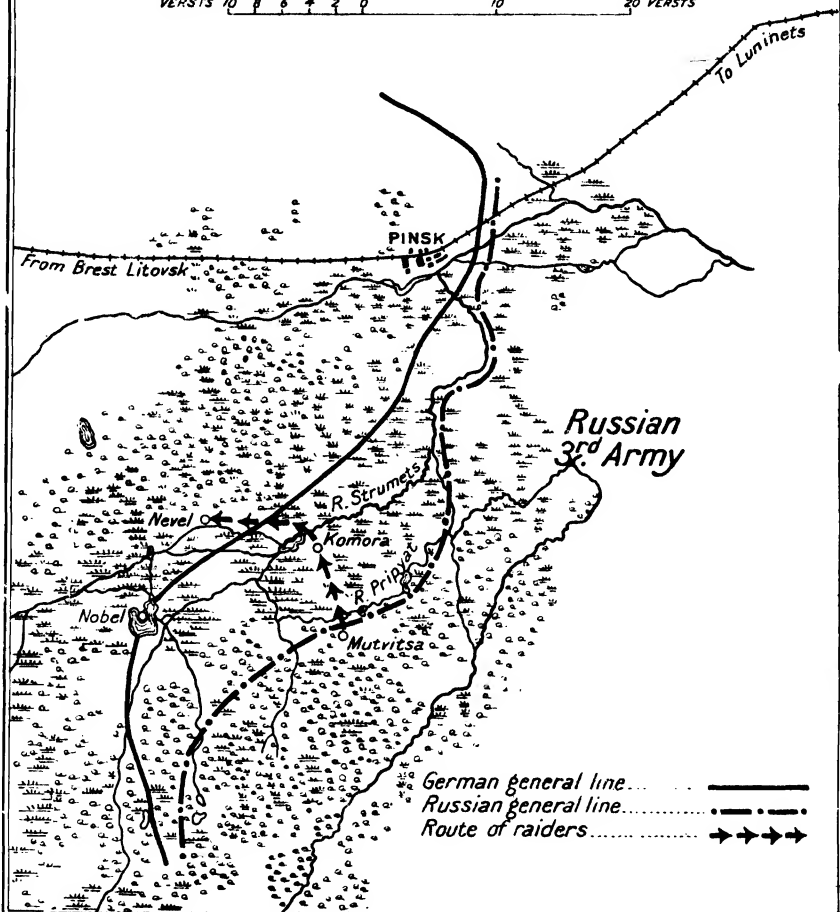 VERSTS 10 8 6 4 2 0 10 20 VERSTS
To Luninets
PINSK
From Brest Litovsk
Russian
3rd Army
R. Strumets
Nevel
Komora
R. Pripyat
Nobel
Mutvitsa
German general line
Russian general line
Route of raiders